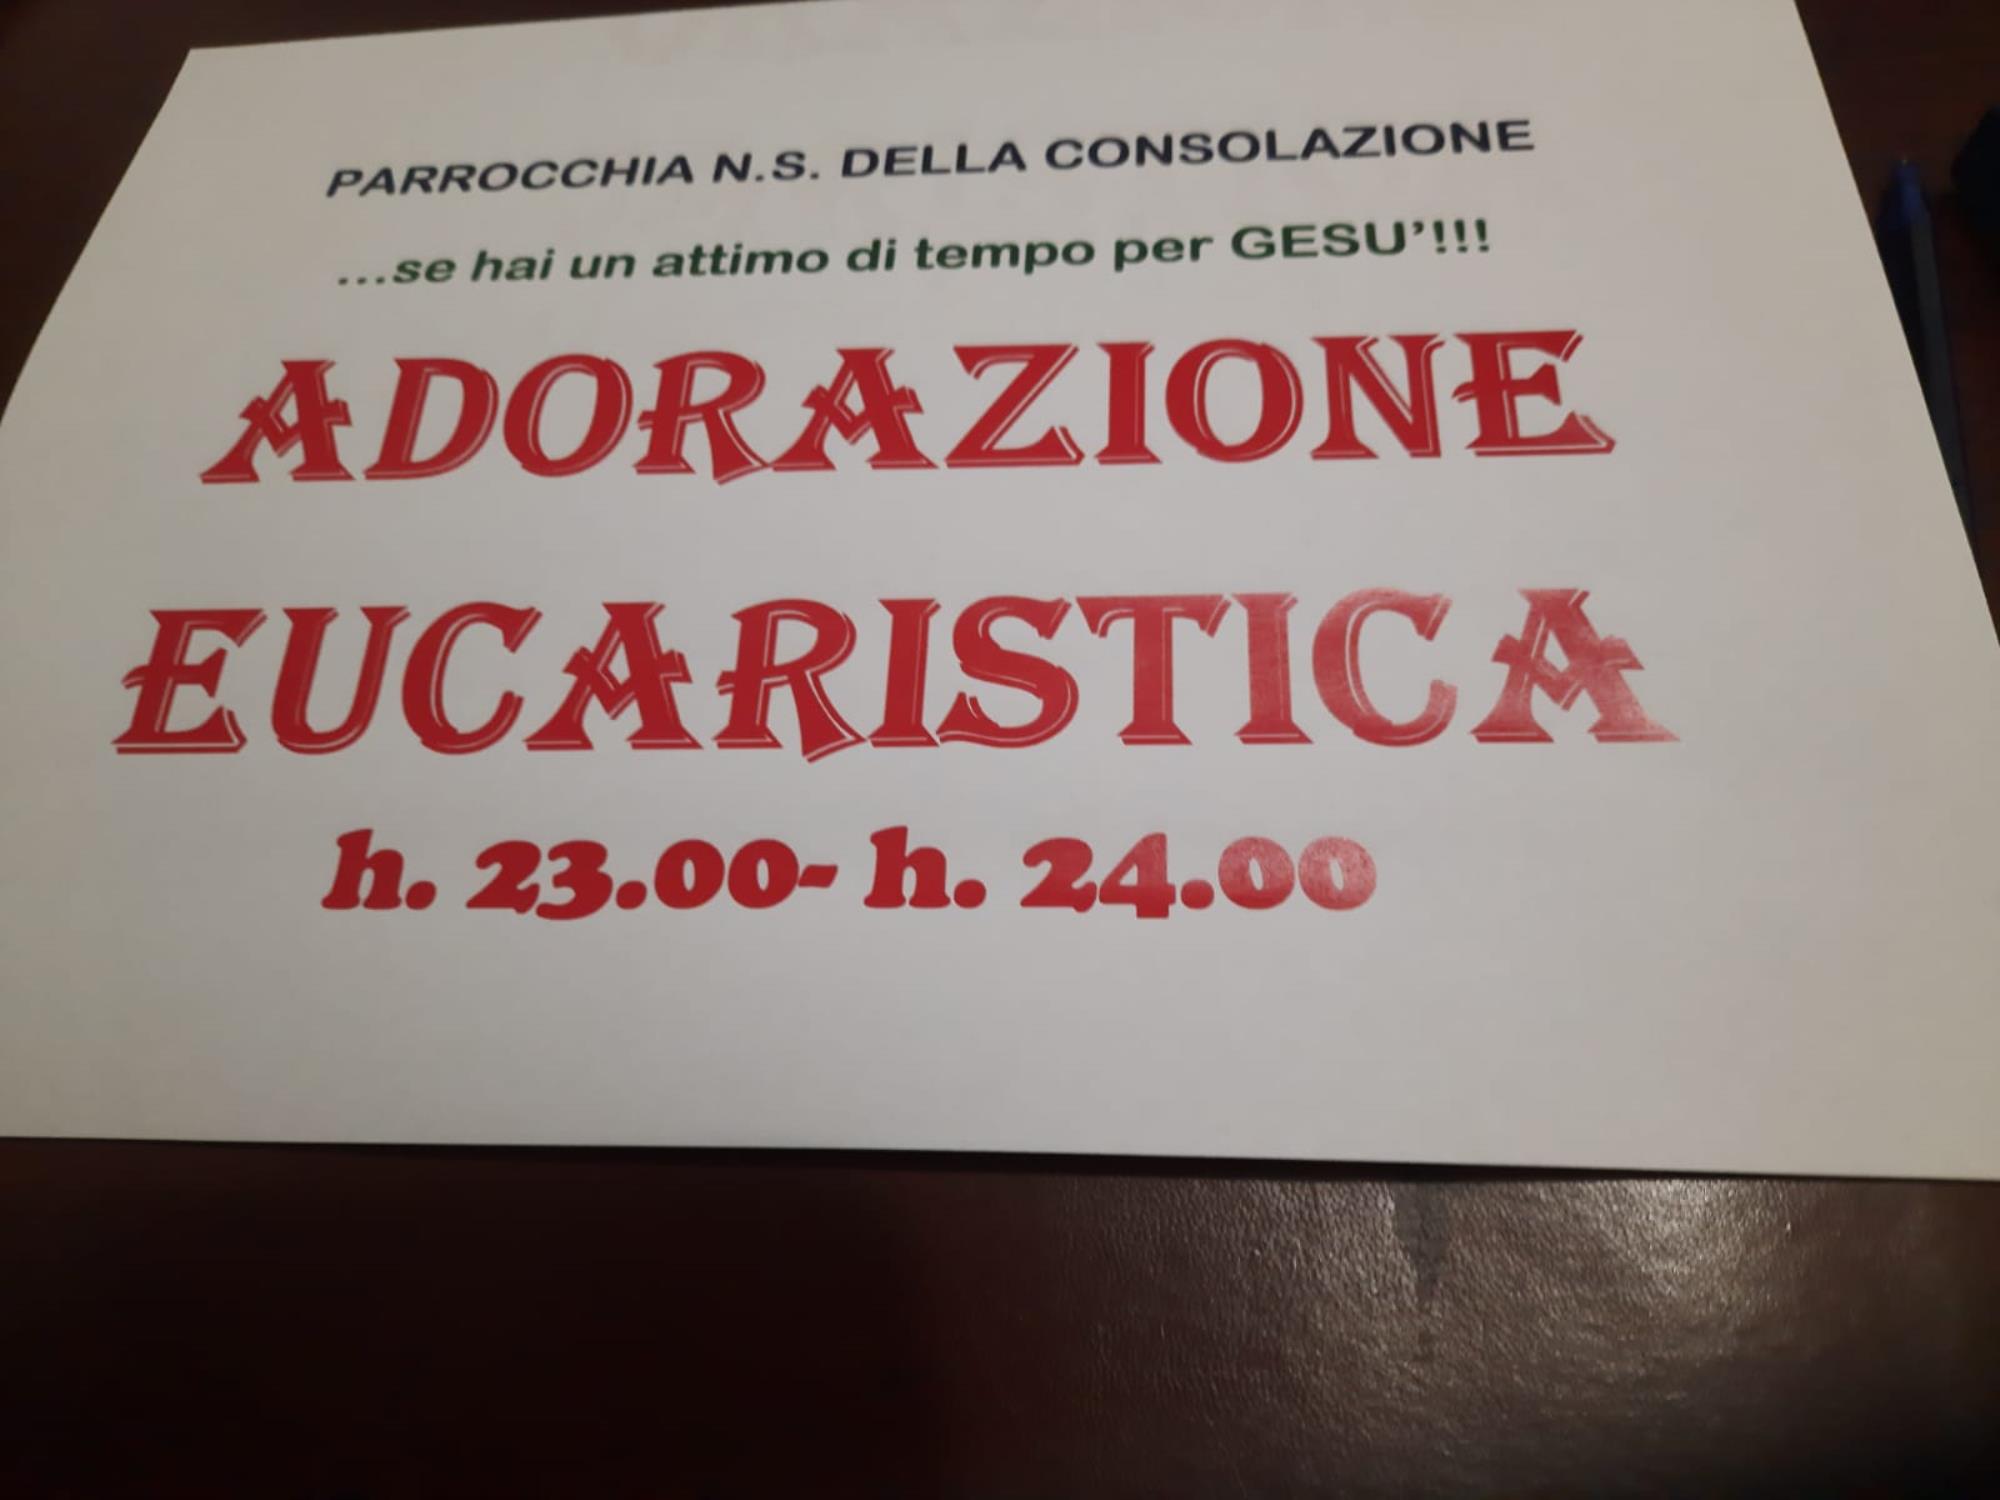 PARROCCHIA N.S. DELLA CONSOLAZIONE
...se hai un attimo di tempo per GESU'!!!
ADORAZIONE
EUCARISTICA
h. 23.00- h. 24.00